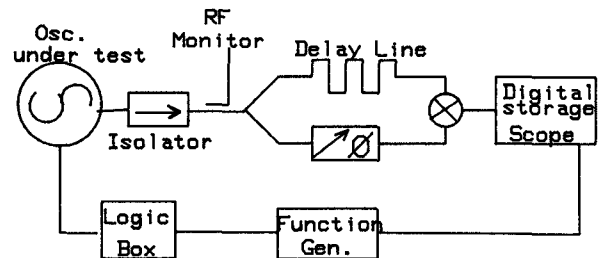 Osc.
under test
RF
Monitor
Delay Line
Isolator
Ø
Digital
storage
Scope
Logic
Box
Function
Gen.